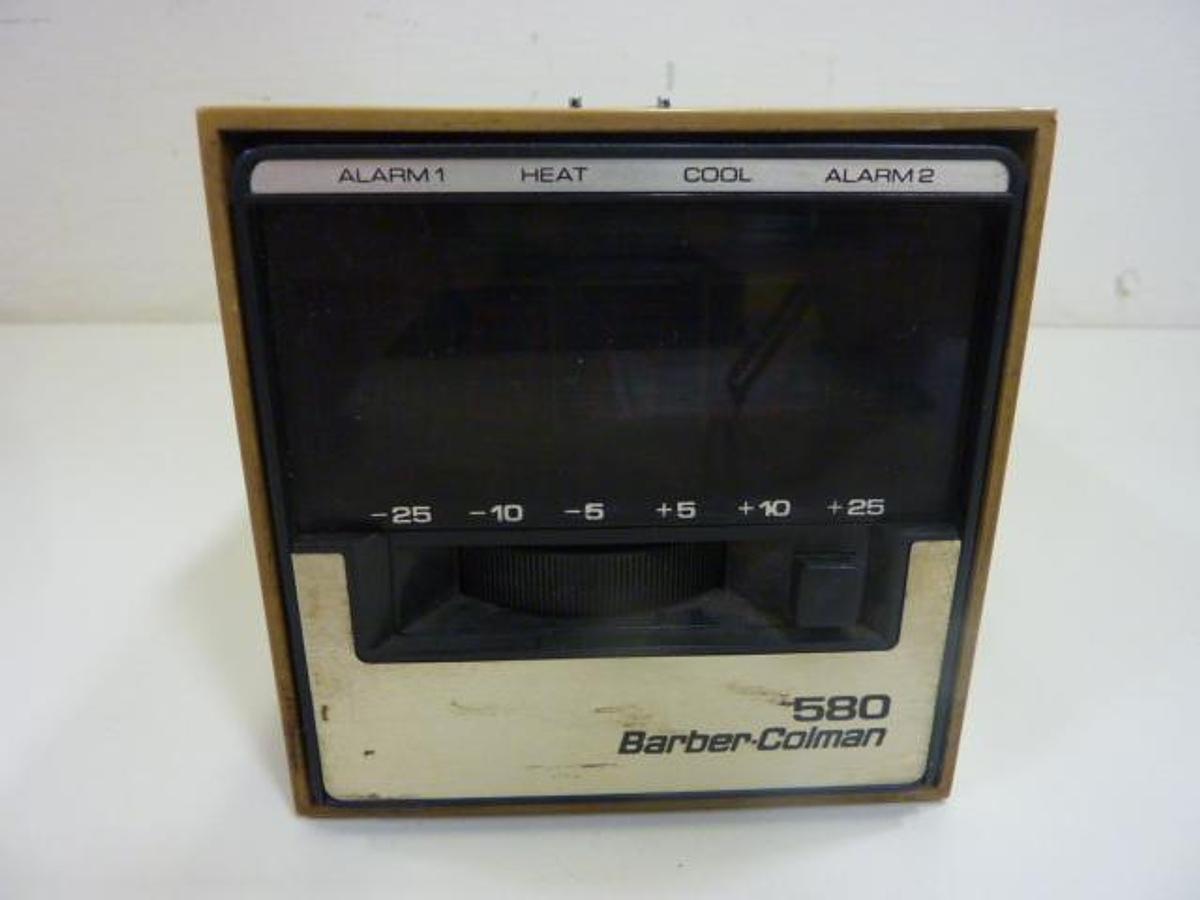 ALARM 1 HEAT COOL ALARM 2
-25 -10 -5 +5 +10 +25
580
Barber-Colman